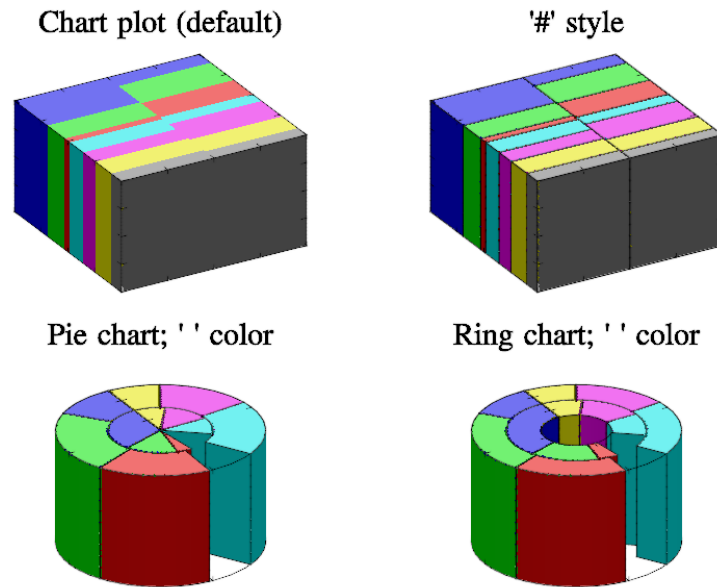 Chart plot (default)
'#' style
Pie chart; ' ' color
Ring chart; ' ' color